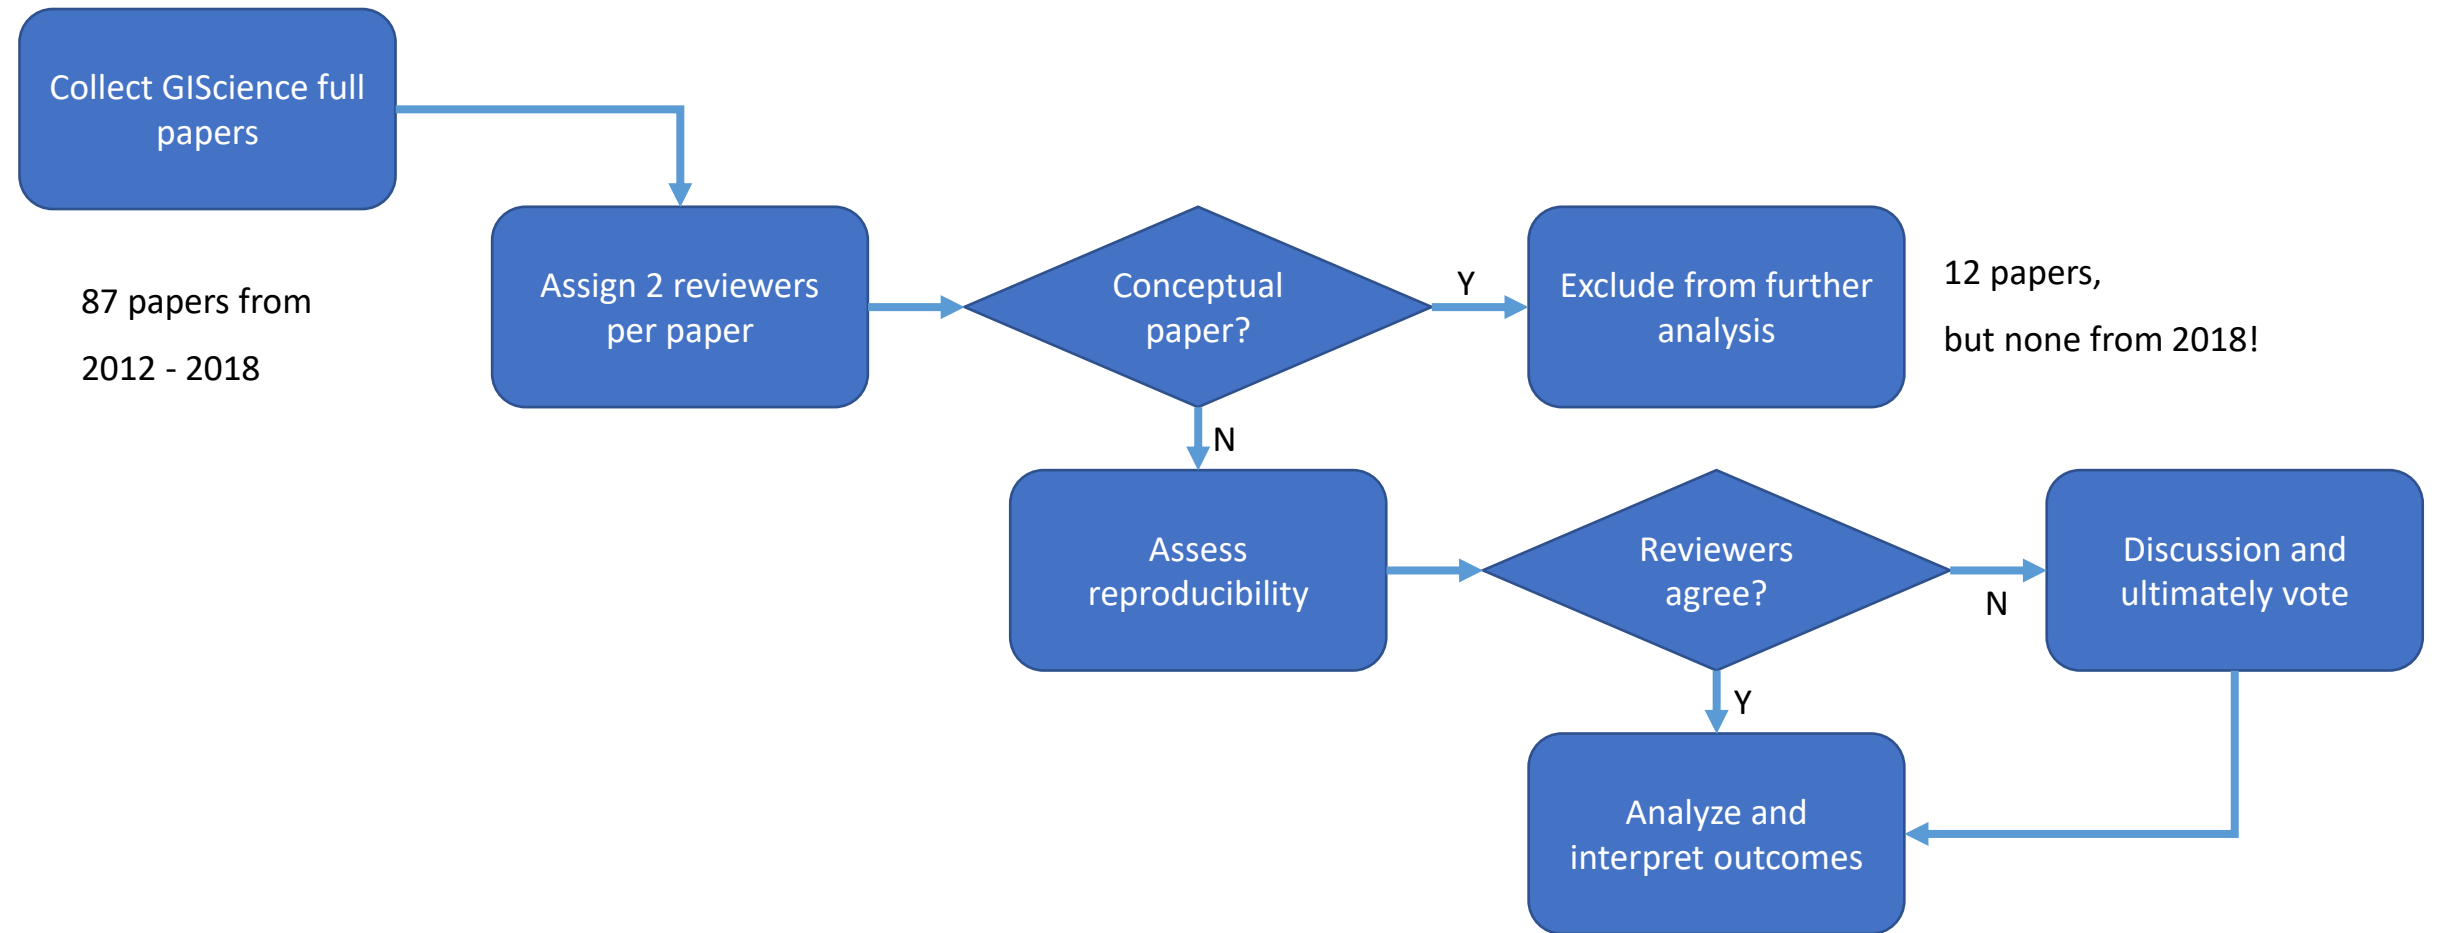 Collect GIScience full
papers
87 papers from
2012 - 2018
Assign 2 reviewers
per paper
Conceptual
paper?
Y
Exclude from further
analysis
12 papers,
but none from 2018!
N
Assess
reproducibility
Reviewers
agree?
N
Discussion and
ultimately vote
Y
Analyze and
interpret outcomes